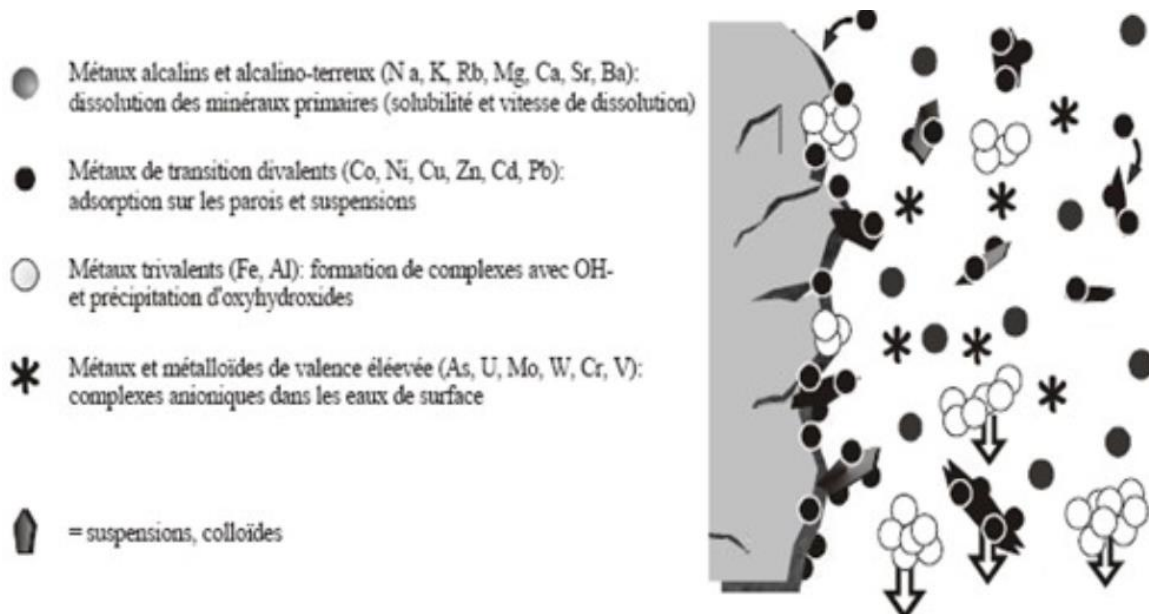 Métaux alcalins et alcalino-terreux (N a, K, Rb, Mg, Ca, Sr, Ba):
dissolution des minéraux primaires (solubilité et vitesse de dissolution)
Métaux de transition divalents (Co, Ni, Cu, Zn, Cd, Pb):
adsorption sur les parois et suspensions
Métaux trivalents (Fe, Al): formation de complexes avec OH-
et précipitation d'oxyhydroxides
Métaux et métalloïdes de valence éléevée (As, U, Mo, W, Cr, V):
complexes anioniques dans les eaux de surface
= suspensions, colloïdes